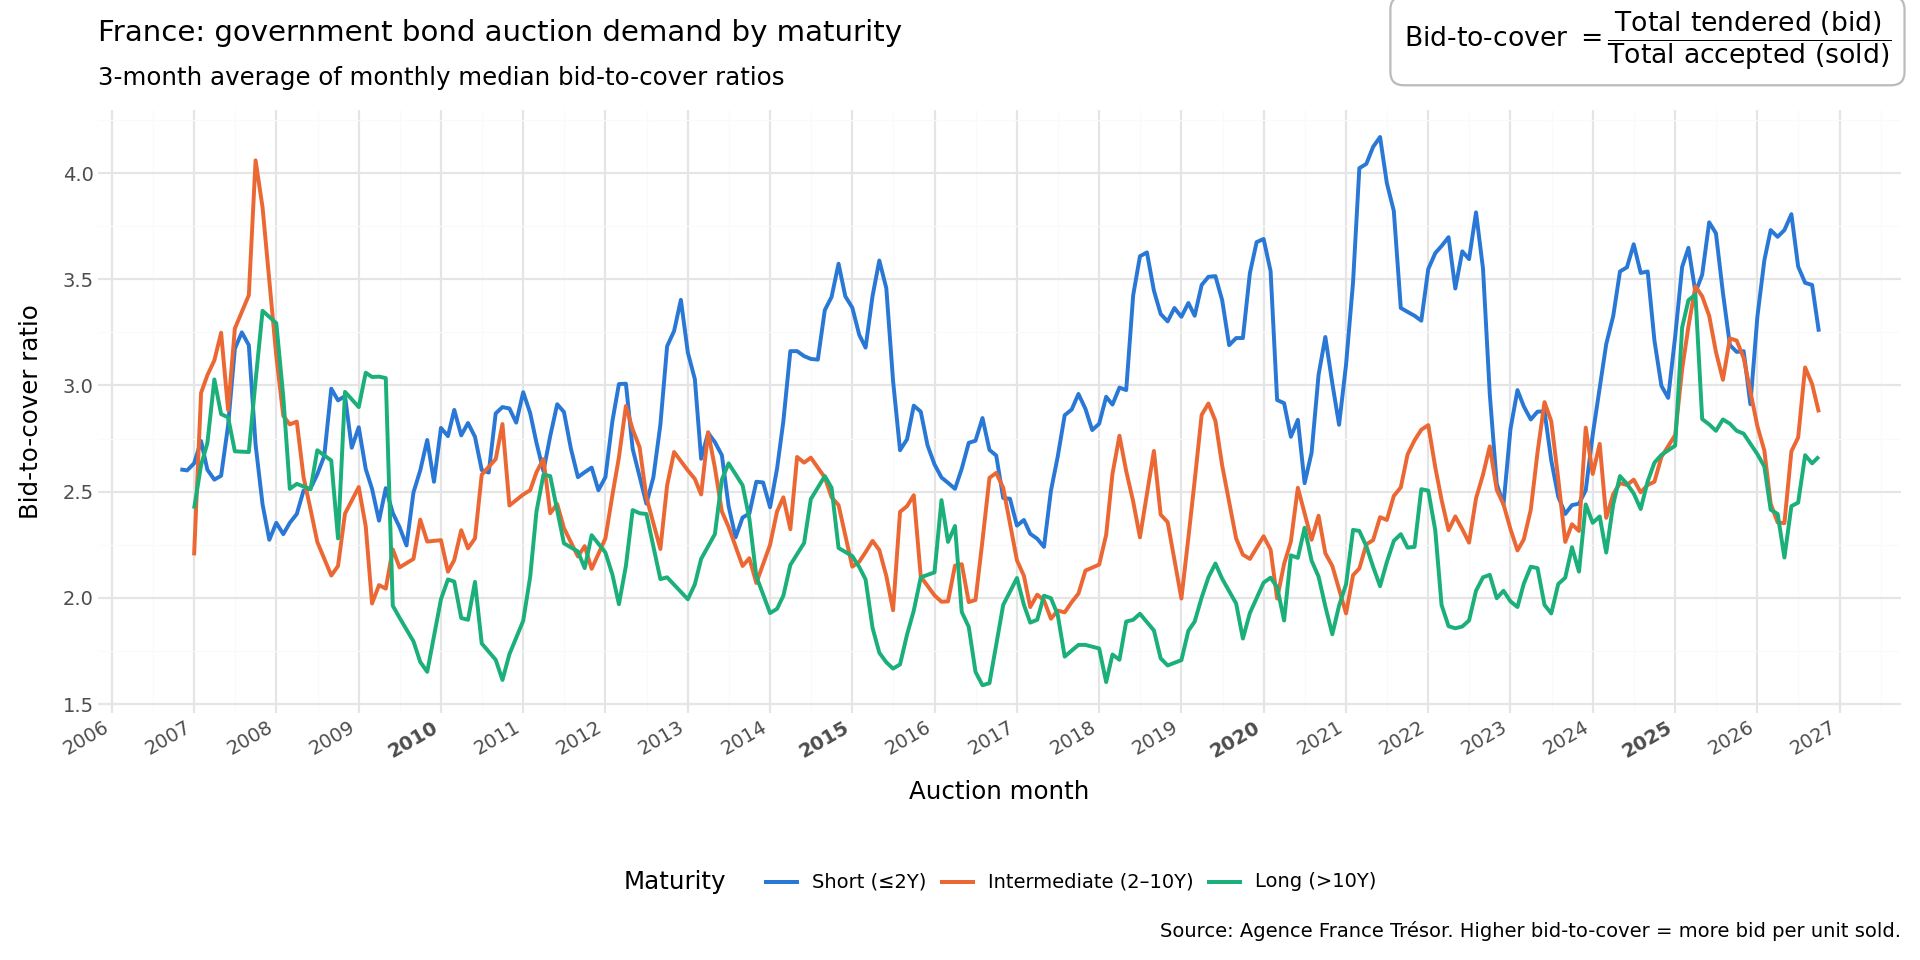 France: government bond auction demand by maturity
3-month average of monthly median bid-to-cover ratios
Bid-to-cover = Total tendered (bid)
Total accepted (sold)
Bid-to-cover ratio
4.0
3.5
3.0
2.5
2.0
1.5
2006 2007 2008 2009 2010 2011 2012 2013 2014 2015 2016 2017 2018 2019 2020 2021 2022 2023 2024 2025 2026 2027
Auction month
Maturity Short (≤2Y) Intermediate (2–10Y) Long (>10Y)
Source: Agence France Trésor. Higher bid-to-cover = more bid per unit sold.